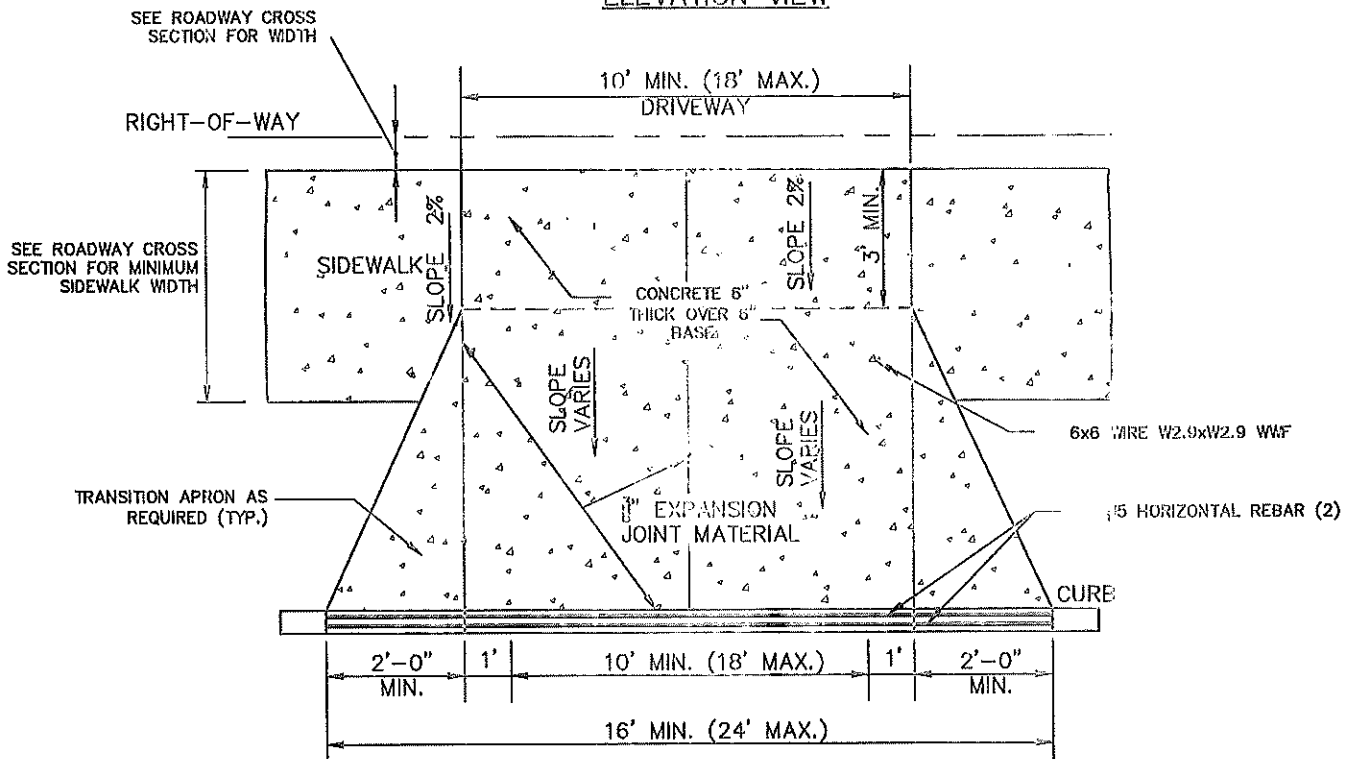 ELEVATION VIEW
SEE ROADWAY CROSS
SECTION FOR WIDTH
10' MIN. (18' MAX.)
DRIVEWAY
RIGHT-OF-WAY
SEE ROADWAY CROSS
SECTION FOR MINIMUM
SIDEWALK WIDTH
SIDEWALK
SLOPE 2%
SLOPE 2%
3' MIN.
CONCRETE 6"
THICK OVER 6"
BASE
SLOPE
VARIES
SLOPE
VARIES
6x6 WIRE W2.9xW2.9 WWF
TRANSITION APRON AS
REQUIRED (TYP.)
EXPANSION
JOINT MATERIAL
#5 HORIZONTAL REBAR (2)
CURB
2'-0"
MIN.
1'
10' MIN. (18' MAX.)
1'
2'-0"
MIN.
16' MIN. (24' MAX.)